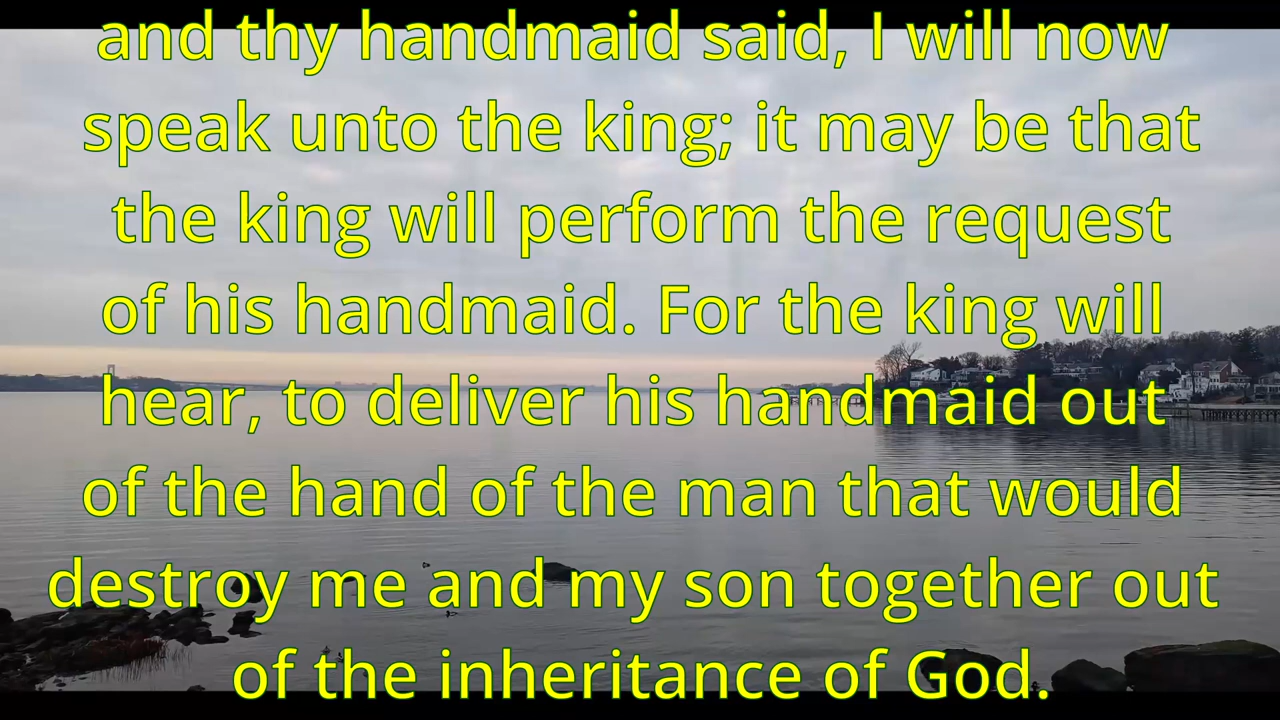 and thy handmaid said, I will now
speak unto the king; it may be that
the king will perform the request
of his handmaid. For the king will
hear, to deliver his handmaid out
of the hand of the man that would
destroy me and my son together out
of the inheritance of God.